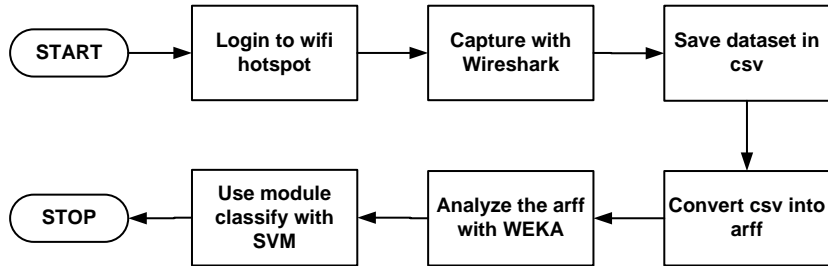 START
Login to wifi
hotspot
Capture with
Wireshark
Save dataset in
csv
Convert csv into
arff
Analyze the arff
with WEKA
Use module
classify with
SVM
STOP